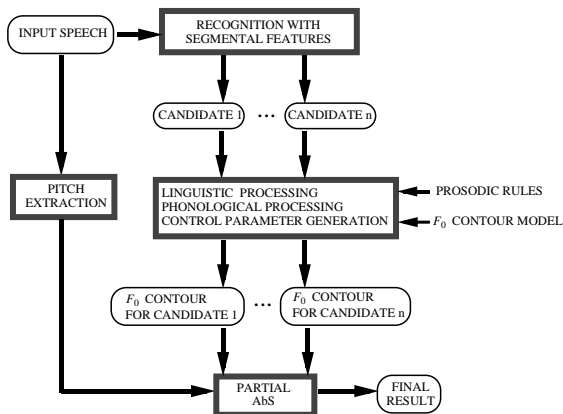 INPUT SPEECH
RECOGNITION WITH
SEGMENTAL FEATURES
CANDIDATE 1 ... CANDIDATE n
PITCH
EXTRACTION
LINGUISTIC PROCESSING
PHONOLOGICAL PROCESSING
CONTROL PARAMETER GENERATION
PROSODIC RULES
F₀ CONTOUR MODEL
F₀ CONTOUR
FOR CANDIDATE 1
...
F₀ CONTOUR
FOR CANDIDATE n
PARTIAL
AbS
FINAL
RESULT